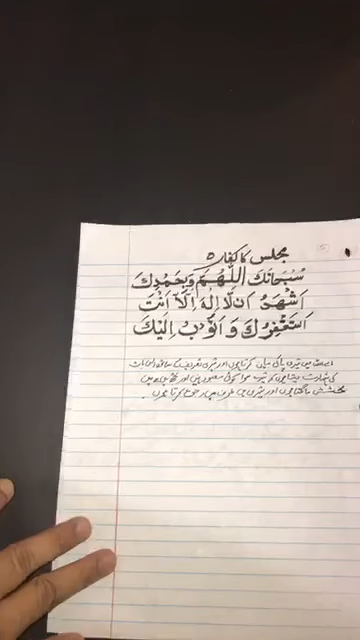 مجلس کا کفارہ
سُبْحَانَكَ اللّٰهُمَّ وَبِحَمْدِكَ
اَشْهَدُ اَنْ لَّا اِلٰهَ اِلَّا اَنْتَ
اَسْتَغْفِرُكَ وَ اَتُوْبُ اِلَيْكَ
اے اللہ میں تیری پاکی بیان کرتا ہوں اور تیری تعریف کے ساتھ اس بات
کی شہادت دیتا ہوں کہ تیرے سوا کوئی معبود نہیں اور تجھ سے میں
بخشش مانگتا ہوں اور تیری ہی طرف میں رجوع کرتا ہوں۔